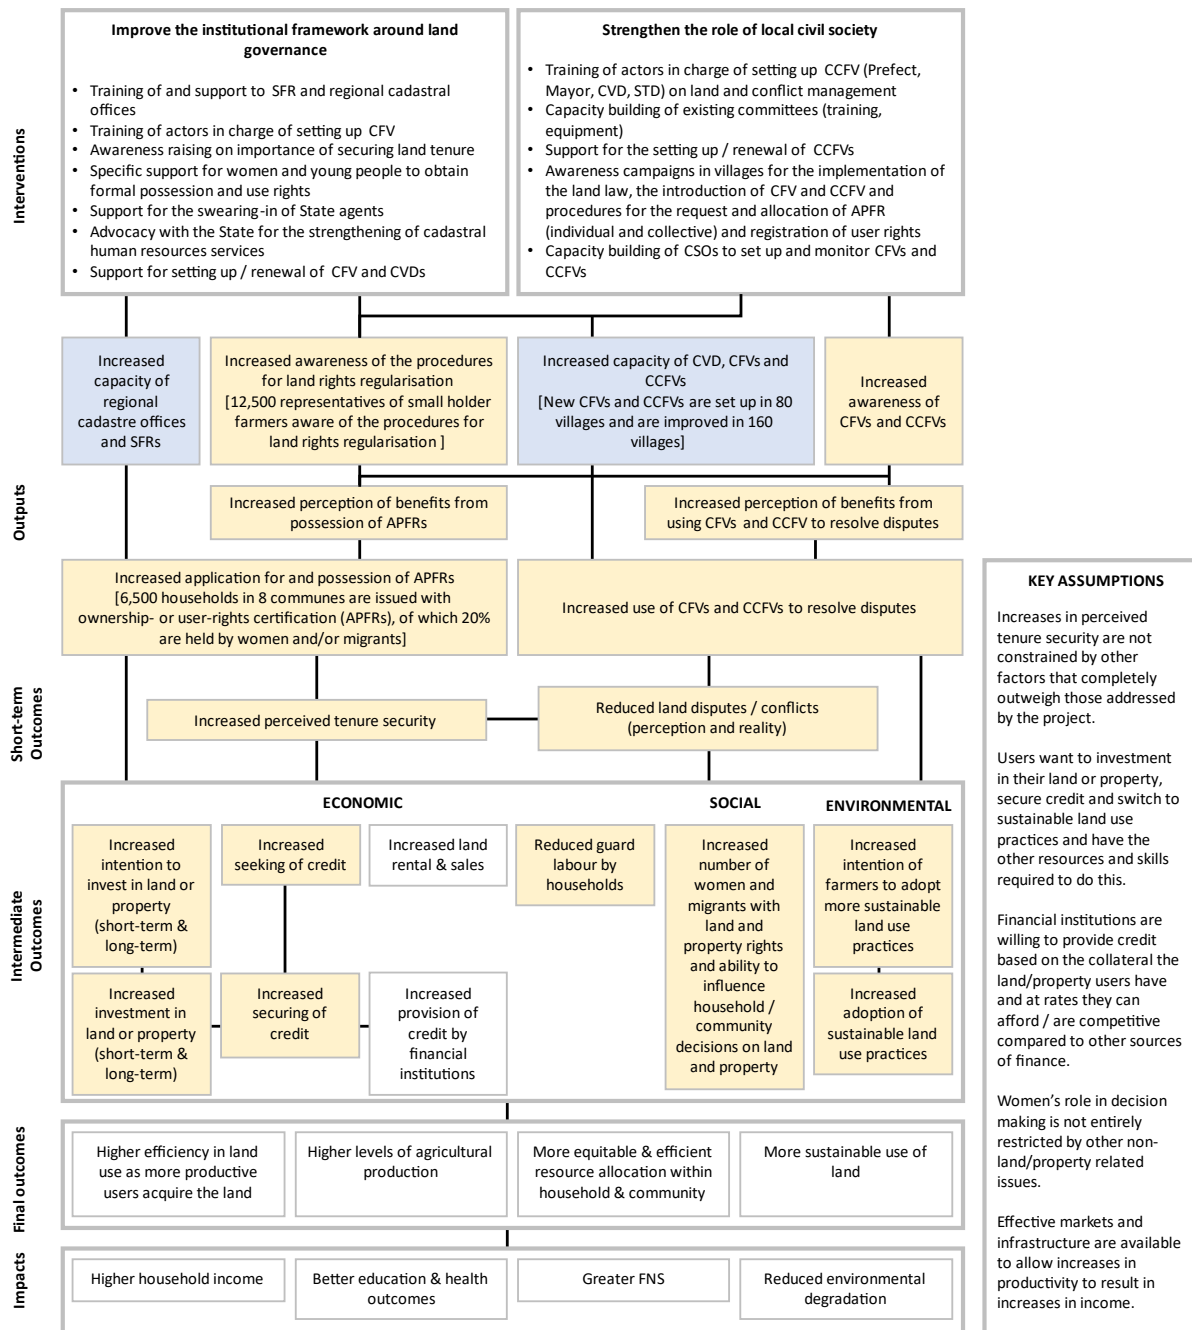 Interventions
Improve the institutional framework around land
governance
• Training of and support to SFR and regional cadastral
offices
• Training of actors in charge of setting up CFV
• Awareness raising on importance of securing land tenure
• Specific support for women and young people to obtain
formal possession and use rights
• Support for the swearing-in of State agents
• Advocacy with the State for the strengthening of cadastral
human resources services
• Support for setting up / renewal of CFV and CVDs
Strengthen the role of local civil society
• Training of actors in charge of setting up CCFV (Prefect,
Mayor, CVD, STD) on land and conflict management
• Capacity building of existing committees (training,
equipment)
• Support for the setting up / renewal of CCFVs
• Awareness campaigns in villages for the implementation of
the land law, the introduction of CFV and CCFV and
procedures for the request and allocation of APFR
(individual and collective) and registration of user rights
• Capacity building of CSOs to set up and monitor CFVs and
CCFVs
Outputs
Increased
capacity of
regional
cadastre offices
and SFRs
Increased awareness of the procedures
for land rights regularisation
[12,500 representatives of small holder
farmers aware of the procedures for
land rights regularisation ]
Increased capacity of CVD, CFVs and
CCFVs
[New CFVs and CCFVs are set up in 80
villages and are improved in 160
villages]
Increased
awareness of
CFVs and CCFVs
Increased perception of benefits from
possession of APFRs
Increased perception of benefits from
using CFVs and CCFV to resolve disputes
Increased application for and possession of APFRs
[6,500 households in 8 communes are issued with
ownership- or user-rights certification (APFRs), of which 20%
are held by women and/or migrants]
Increased use of CFVs and CCFVs to resolve disputes
Short-term
Outcomes
Increased perceived tenure security
Reduced land disputes / conflicts
(perception and reality)
Intermediate
Outcomes
ECONOMIC
SOCIAL
ENVIRONMENTAL
Increased
intention to
invest in land or
property
(short-term &
long-term)
Increased
seeking of credit
Increased land
rental & sales
Reduced guard
labour by
households
Increased
number of
women and
migrants with
land and
property rights
and ability to
influence
household /
community
decisions on land
and property
Increased
intention of
farmers to adopt
more sustainable
land use
practices
Increased
investment in
land or property
(short-term &
long-term)
Increased
securing of
credit
Increased
provision of
credit by
financial
institutions
Increased
adoption of
sustainable land
use practices
Final outcomes
Higher efficiency in land
use as more productive
users acquire the land
Higher levels of agricultural
production
More equitable & efficient
resource allocation within
household & community
More sustainable use of
land
Impacts
Higher household income
Better education & health
outcomes
Greater FNS
Reduced environmental
degradation
KEY ASSUMPTIONS
Increases in perceived
tenure security are not
constrained by other
factors that completely
outweigh those addressed
by the project.
Users want to investment
in their land or property,
secure credit and switch to
sustainable land use
practices and have the
other resources and skills
required to do this.
Financial institutions are
willing to provide credit
based on the collateral the
land/property users have
and at rates they can
afford / are competitive
compared to other sources
of finance.
Women’s role in decision
making is not entirely
restricted by other non-
land/property related
issues.
Effective markets and
infrastructure are available
to allow increases in
productivity to result in
increases in income.